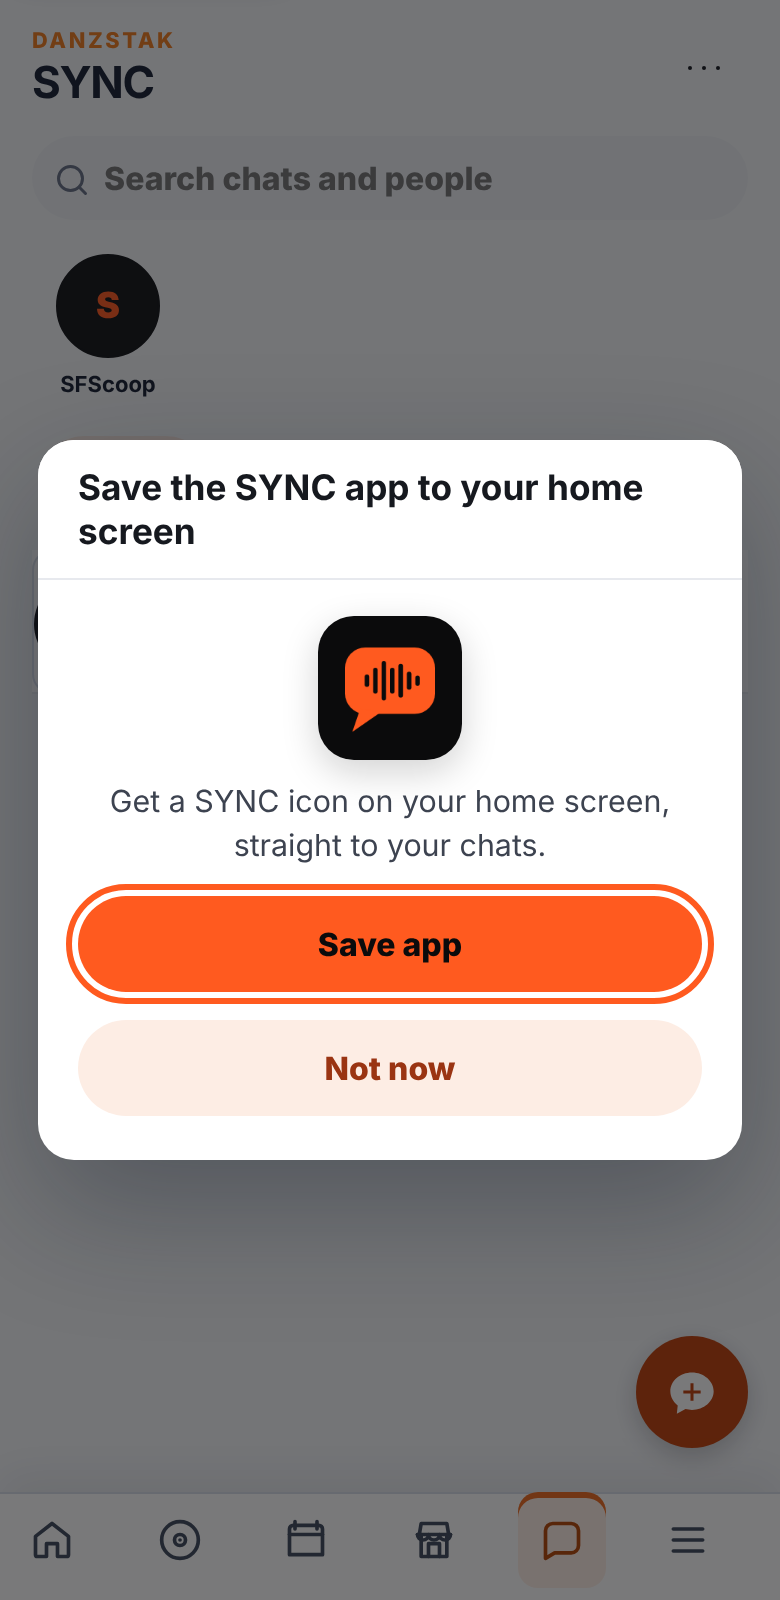 DANZSTAK
SYNC
Search chats and people
S
SFScoop
Save the SYNC app to your home
screen
Get a SYNC icon on your home screen,
straight to your chats.
Save app
Not now